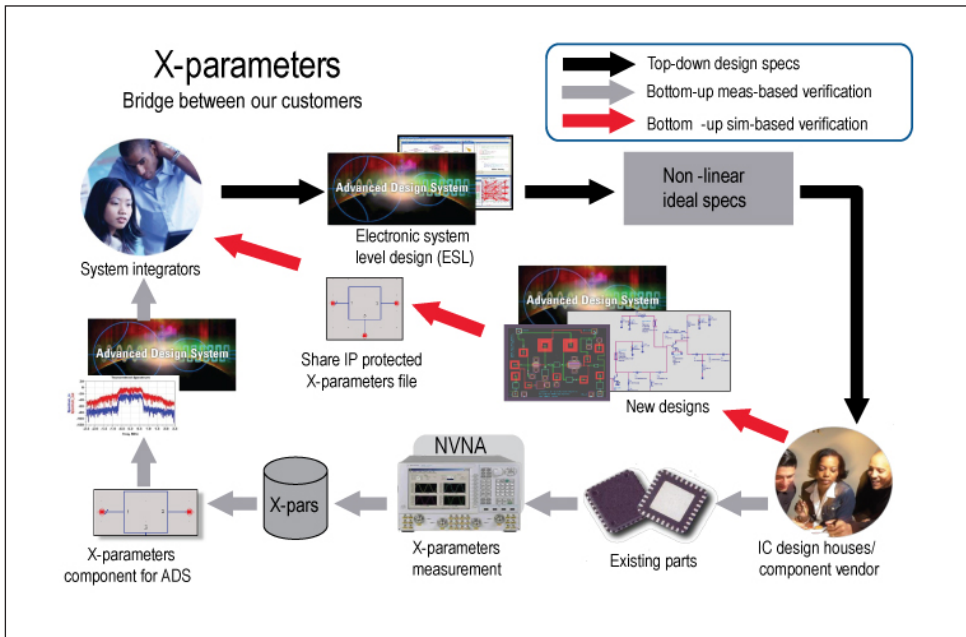 X-parameters
Bridge between our customers
Top-down design specs
Bottom-up meas-based verification
Bottom -up sim-based verification
Advanced Design System
Non -linear
ideal specs
System integrators
Electronic system
level design (ESL)
Advanced Design System
Advanced Design System
Share IP protected
X-parameters file
New designs
NVNA
X-pars
X-parameters
component for ADS
X-parameters
measurement
Existing parts
IC design houses/
component vendor